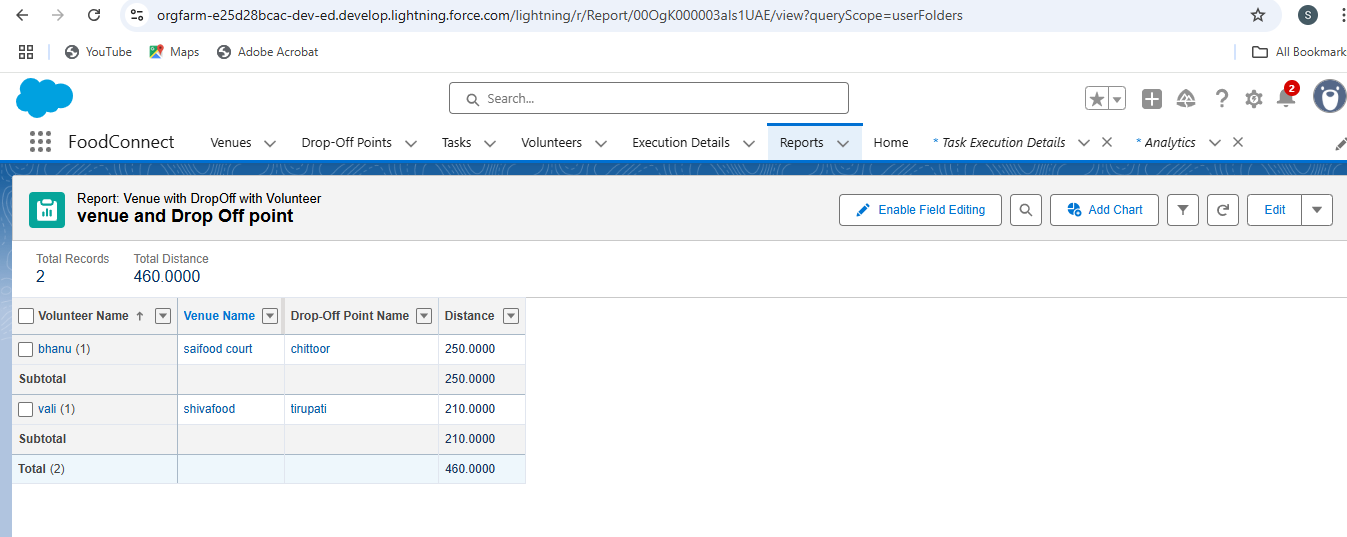 orgfarm-e25d28bcac-dev-ed.develop.lightning.force.com/lightning/r/Report/00OgK000003aIs1UAE/view?queryScope=userFolders
S
YouTube Maps Adobe Acrobat All Bookmark
Search...
2
FoodConnect Venues Drop-Off Points Tasks Volunteers Execution Details Reports Home * Task Execution Details * Analytics
Report: Venue with DropOff with Volunteer
venue and Drop Off point
Enable Field Editing Add Chart Edit
Total Records Total Distance
2 460.0000
Volunteer Name ↑ Venue Name Drop-Off Point Name Distance
bhanu (1) saifood court chittoor 250.0000
Subtotal 250.0000
vali (1) shivafood tirupati 210.0000
Subtotal 210.0000
Total (2) 460.0000